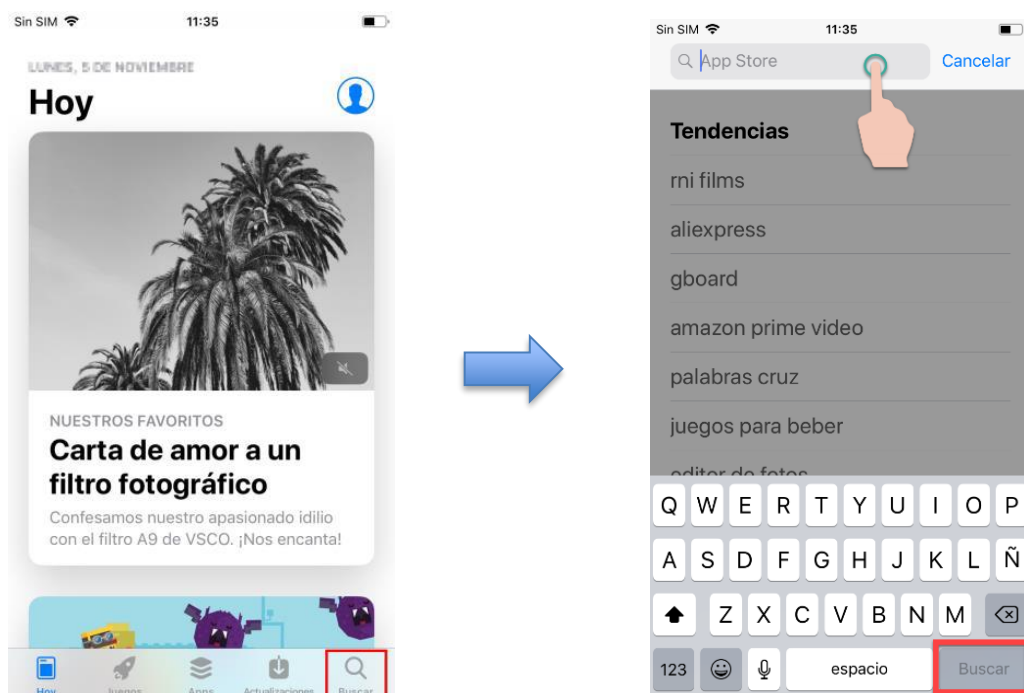 Sin SIM 11:35
LUNES, 5 DE NOVIEMBRE
Hoy
NUESTROS FAVORITOS
Carta de amor a un
filtro fotográfico
Confesamos nuestro apasionado idilio
con el filtro A9 de VSCO. ¡Nos encanta!
Hoy Juegos Apps Actualizaciones Buscar
Sin SIM 11:35
App Store Cancelar
Tendencias
rni films
aliexpress
gboard
amazon prime video
palabras cruz
juegos para beber
editor de fotos
Q W E R T Y U I O P
A S D F G H J K L Ñ
Z X C V B N M
123 espacio Buscar